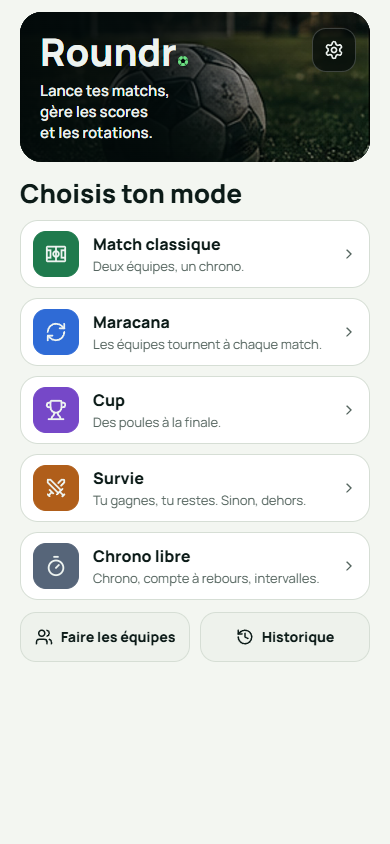 Roundr
Lance tes matchs,
gère les scores
et les rotations.
Choisis ton mode
Match classique
Deux équipes, un chrono.
Maracana
Les équipes tournent à chaque match.
Cup
Des poules à la finale.
Survie
Tu gagnes, tu restes. Sinon, dehors.
Chrono libre
Chrono, compte à rebours, intervalles.
Faire les équipes
Historique